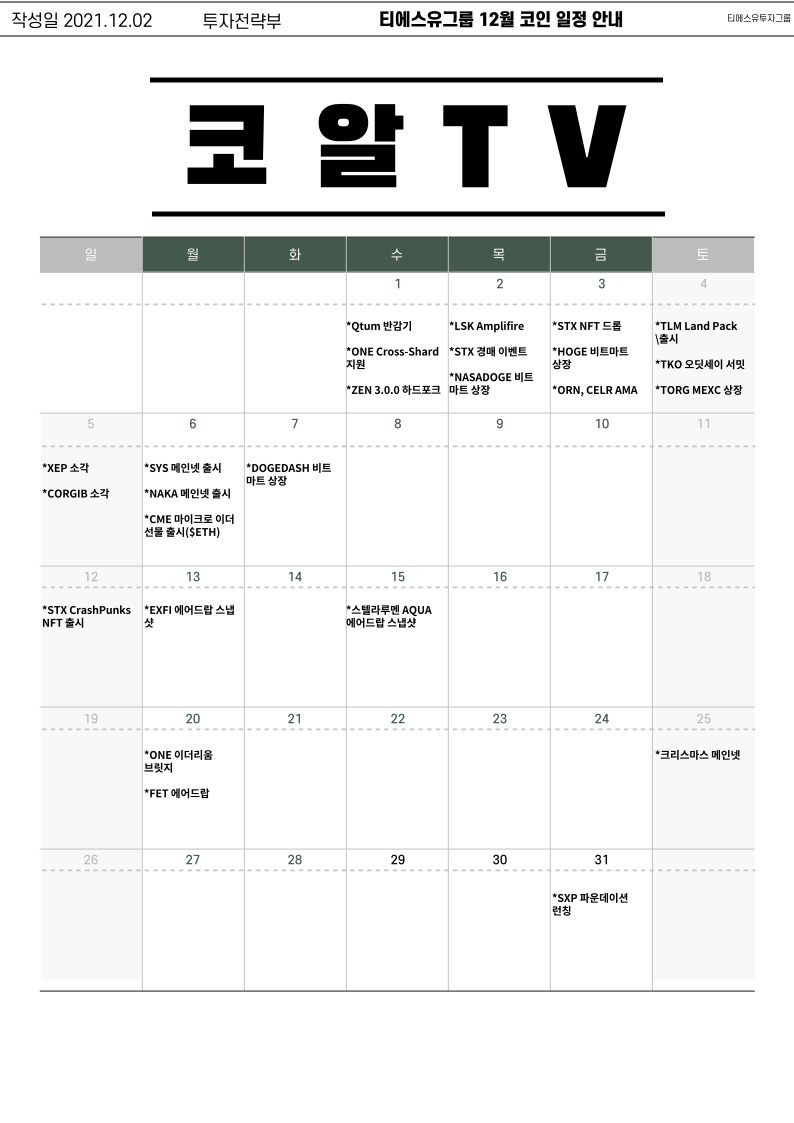 작성일 2021.12.02 투자전략부 티에스유그룹 12월 코인 일정 안내 티에스유투자그룹
코알TV
일 월 화 수 목 금 토
1 2 3 4
*Qtum 반감기
*ONE Cross-Shard
지원
*ZEN 3.0.0 하드포크
*LSK Amplifire
*STX 경매 이벤트
*NASADOGE 비트
마트 상장
*STX NFT 드롭
*HOGE 비트마트
상장
*ORN, CELR AMA
*TLM Land Pack
\출시
*TKO 오딧세이 서밋
*TORG MEXC 상장
5 6 7 8 9 10 11
*XEP 소각
*CORGIB 소각
*SYS 메인넷 출시
*NAKA 메인넷 출시
*CME 마이크로 이더
선물 출시($ETH)
*DOGEDASH 비트
마트 상장
12 13 14 15 16 17 18
*STX CrashPunks
NFT 출시
*EXFI 에어드랍 스냅
샷
*스텔라루멘 AQUA
에어드랍 스냅샷
19 20 21 22 23 24 25
*ONE 이더리움
브릿지
*FET 에어드랍
*크리스마스 메인넷
26 27 28 29 30 31
*SXP 파운데이션
런칭